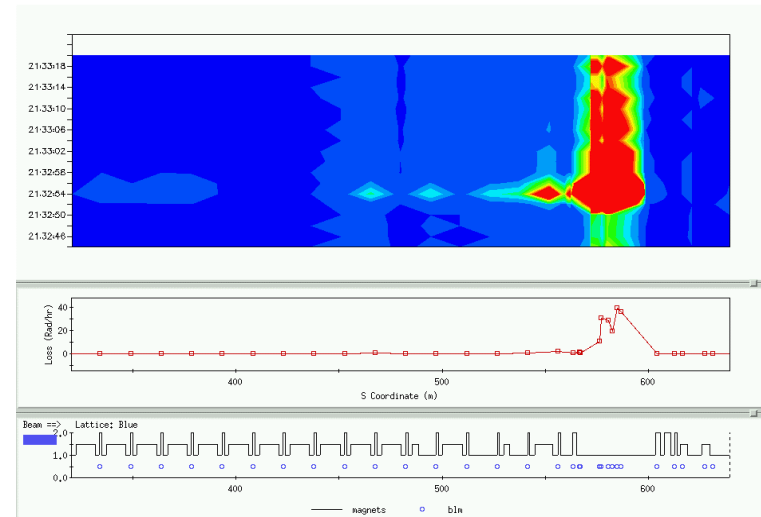 21:33:18
21:33:14
21:33:10
21:33:06
21:33:02
21:32:58
21:32:54
21:32:50
21:32:46
Loss (Rad/hr)
40
20
0
400 500 600
S Coordinate (m)
Beam ==> Lattice: Blue
2.0
1.0
0.0
400 500 600
magnets blm